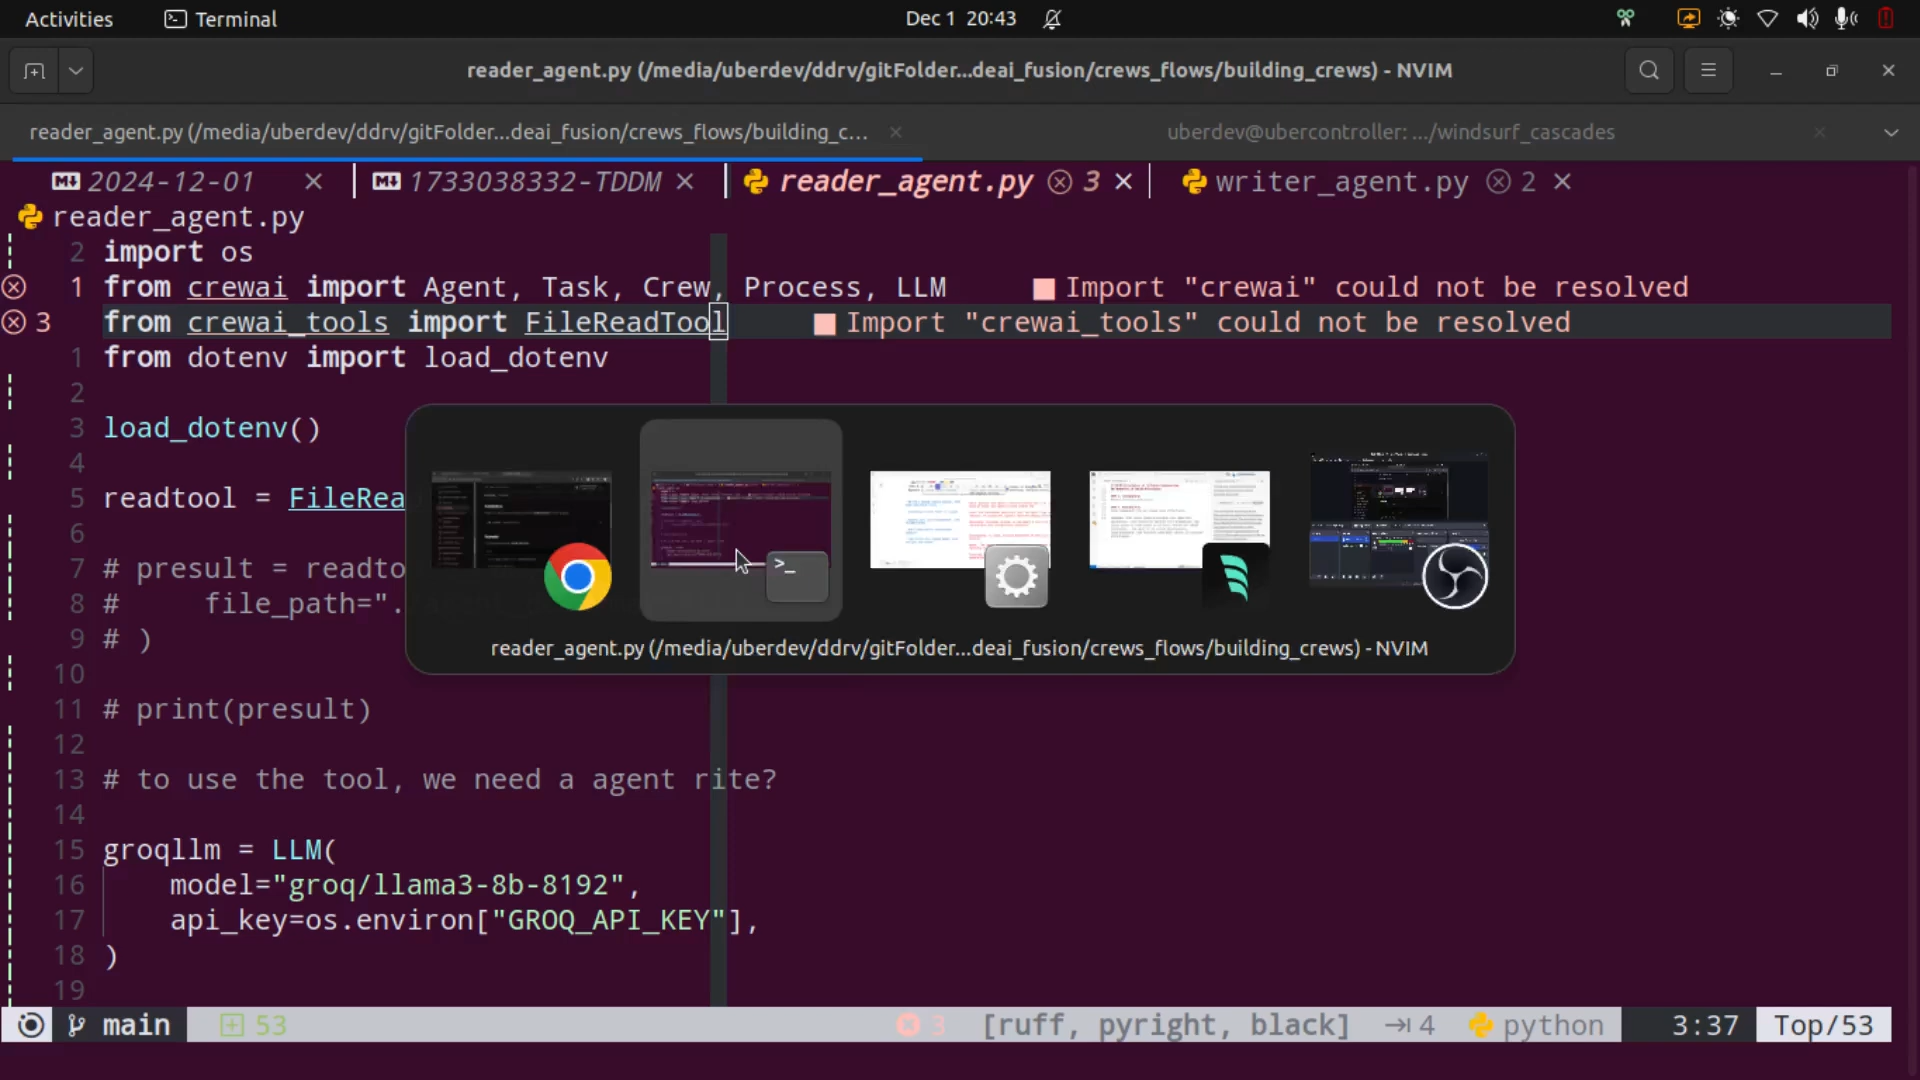 Activities Terminal Dec 1 20:43
reader_agent.py (/media/uberdev/ddrv/gitFolder...deai_fusion/crews_flows/building_crews) - NVIM
reader_agent.py (/media/uberdev/ddrv/gitFolder...deai_fusion/crews_flows/building_c... uberdev@ubercontroller: .../windsurf_cascades
2024-12-01 1733038332-TDDM reader_agent.py 3 writer_agent.py 2
reader_agent.py
2 import os
1 from crewai import Agent, Task, Crew, Process, LLM Import "crewai" could not be resolved
3 from crewai_tools import FileReadTool Import "crewai_tools" could not be resolved
1 from dotenv import load_dotenv
2
3 load_dotenv()
4
5 readtool = FileRea
6
7 # presult = readto
8 # file_path=".
9 # )
10
11 # print(presult)
12
13 # to use the tool, we need a agent rite?
14
15 groqllm = LLM(
16 model="groq/llama3-8b-8192",
17 api_key=os.environ["GROQ_API_KEY"],
18 )
19
reader_agent.py (/media/uberdev/ddrv/gitFolder...deai_fusion/crews_flows/building_crews) - NVIM
main 53 3 [ruff, pyright, black] 4 python 3:37 Top/53